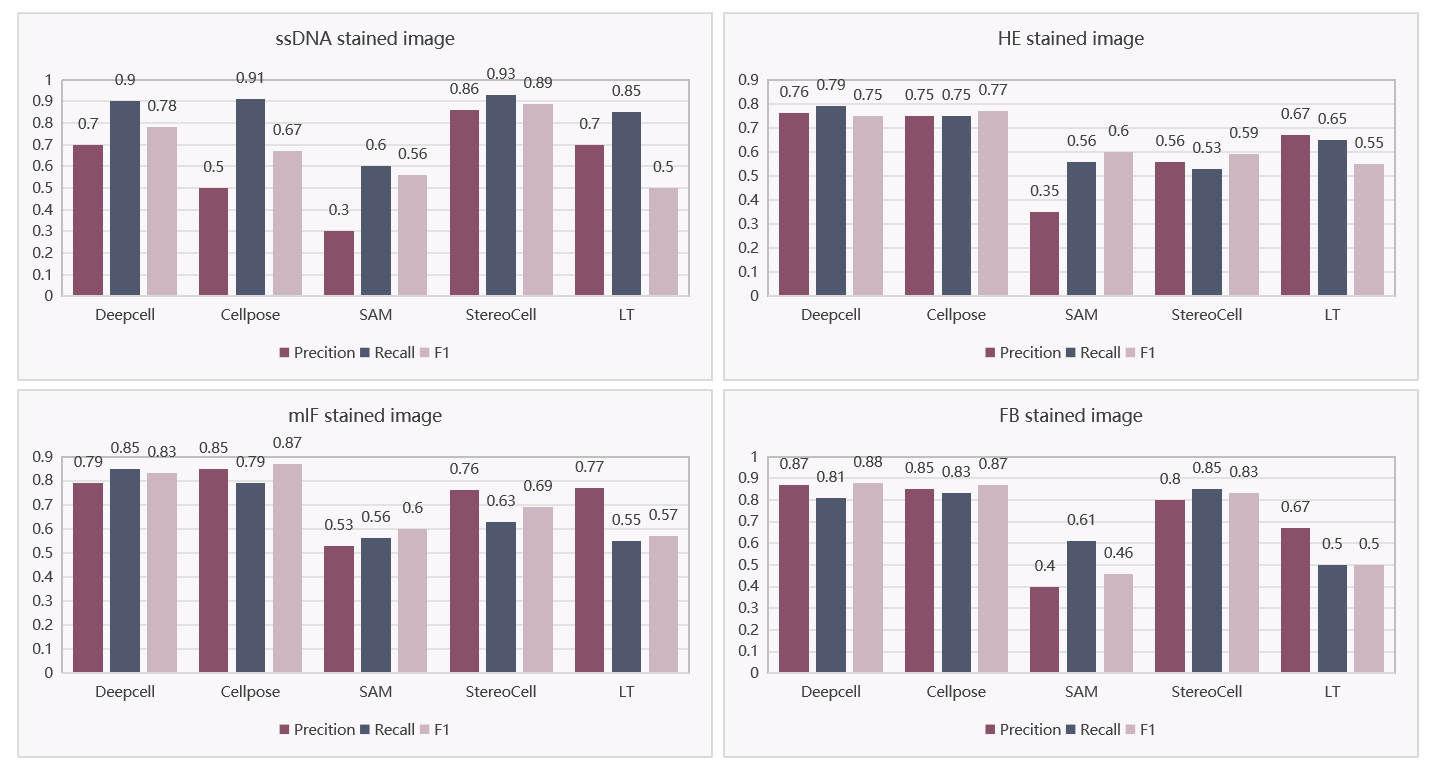 ssDNA stained image
1
0.9
0.8
0.7
0.6
0.5
0.4
0.3
0.2
0.1
0
0.7 0.9 0.78 0.5 0.91 0.67 0.3 0.6 0.56 0.86 0.93 0.89 0.7 0.85 0.5
Deepcell Cellpose SAM StereoCell LT
Precition Recall F1
HE stained image
0.9
0.8
0.7
0.6
0.5
0.4
0.3
0.2
0.1
0
0.76 0.79 0.75 0.75 0.75 0.77 0.35 0.56 0.6 0.56 0.53 0.59 0.67 0.65 0.55
Deepcell Cellpose SAM StereoCell LT
Precition Recall F1
mIF stained image
0.9
0.8
0.7
0.6
0.5
0.4
0.3
0.2
0.1
0
0.79 0.85 0.83 0.85 0.79 0.87 0.53 0.56 0.6 0.76 0.63 0.69 0.77 0.55 0.57
Deepcell Cellpose SAM StereoCell LT
Precition Recall F1
FB stained image
1
0.9
0.8
0.7
0.6
0.5
0.4
0.3
0.2
0.1
0
0.87 0.81 0.88 0.85 0.83 0.87 0.4 0.61 0.46 0.8 0.85 0.83 0.67 0.5 0.5
Deepcell Cellpose SAM StereoCell LT
Precition Recall F1